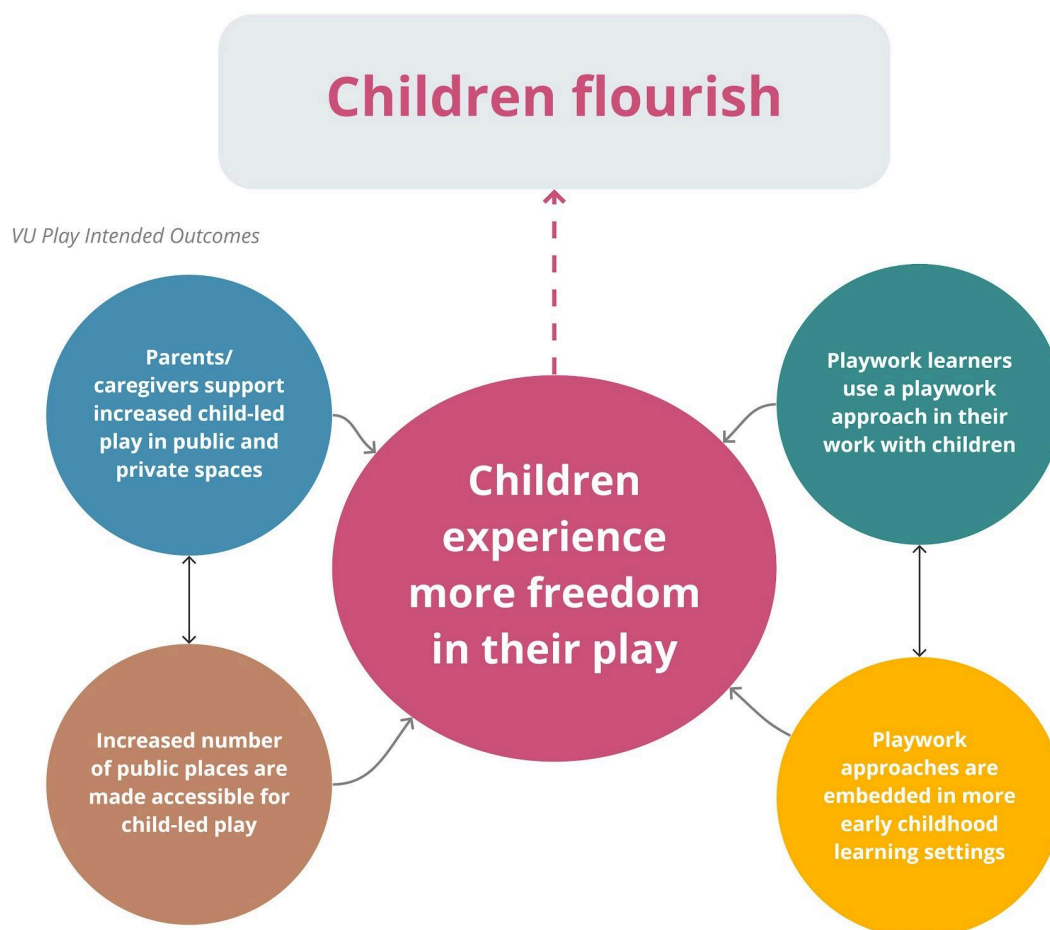 Children flourish
VU Play Intended Outcomes
Parents/
caregivers support
increased child-led
play in public and
private spaces
Playwork learners
use a playwork
approach in their
work with children
Children
experience
more freedom
in their play
Increased number
of public places are
made accessible for
child-led play
Playwork
approaches are
embedded in more
early childhood
learning settings